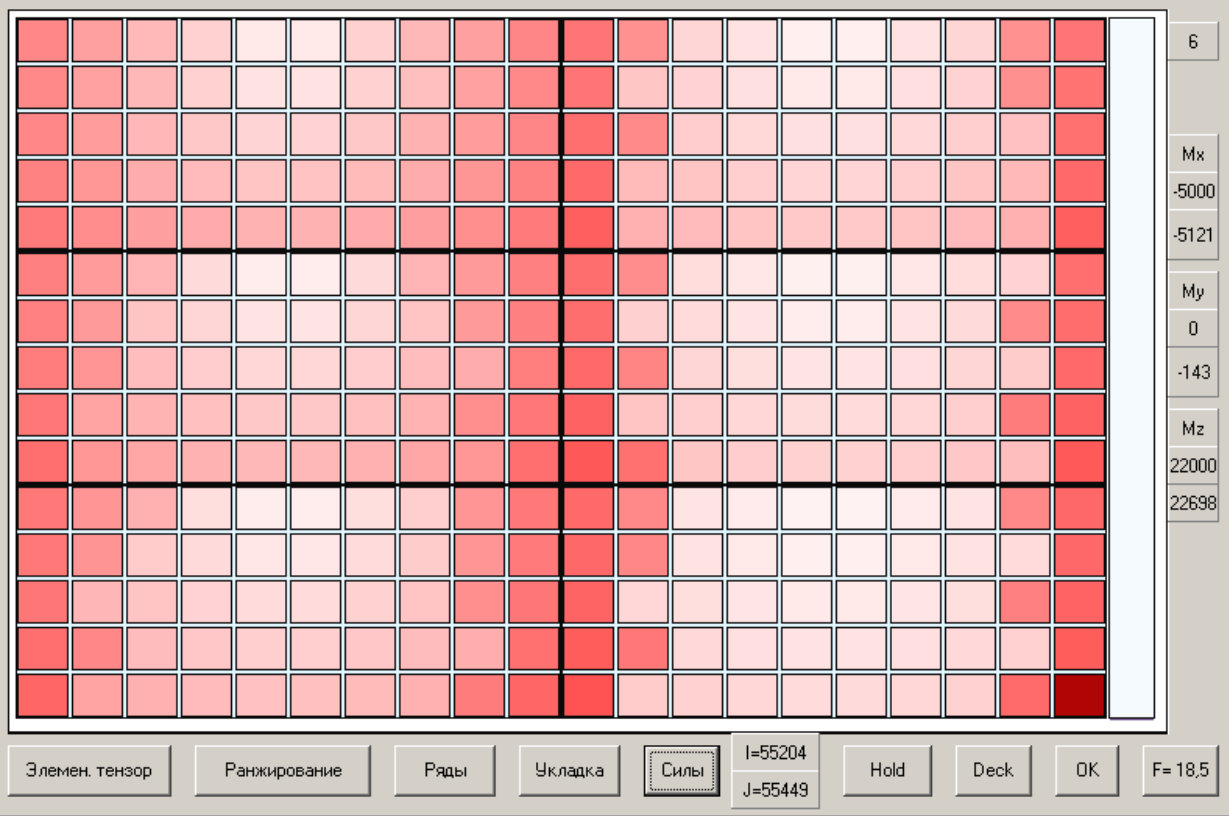 6
Mx
-5000
-5121
My
0
-143
Mz
22000
22698
Элемен. тензор
Ранжирование
Ряды
Укладка
Силы
I=55204
J=55449
Hold
Deck
OK
F= 18,5